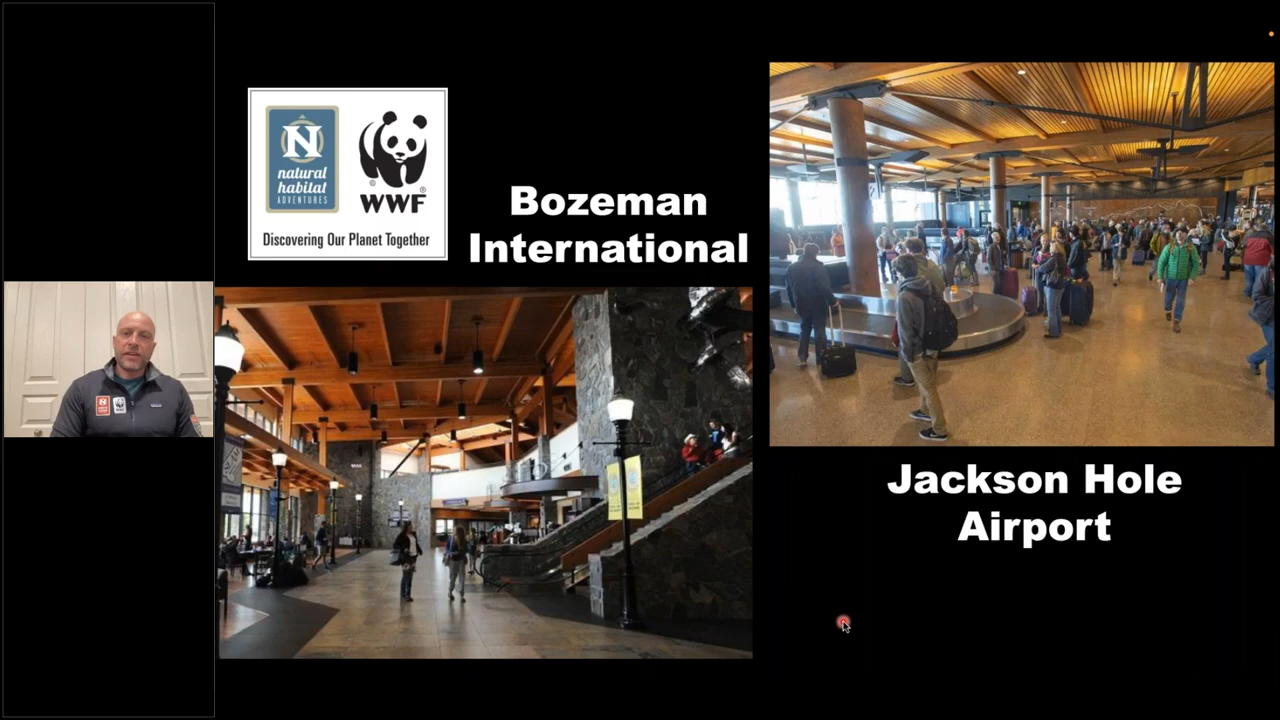 N
natural
habitat
ADVENTURES
WWF
Discovering Our Planet Together
Bozeman
International
Jackson Hole
Airport